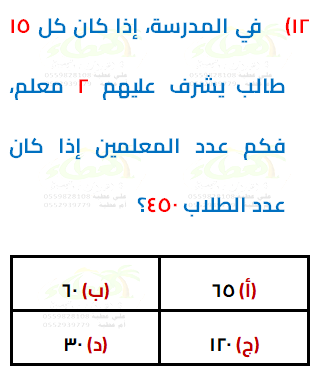 ١٢) في المدرسة، إذا كان كل ١٥
طالب يشرف عليهم ٢ معلم،
فكم عدد المعلمين إذا كان
عدد الطلاب ٤٥٠؟
(أ) ٦٥
(ب) ٦٠
(ج) ١٢٠
(د) ٣٠